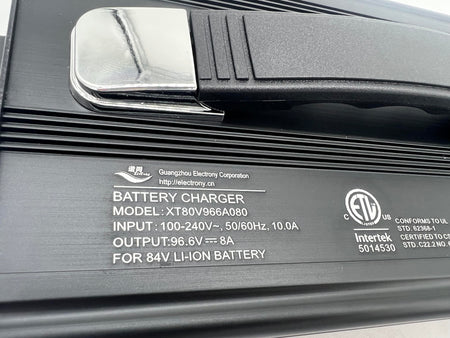 Guangzhou Electrony Corporation
http://electrony.cn
BATTERY CHARGER
MODEL: XT80V966A080
INPUT: 100-240V~, 50/60Hz, 10.0A
OUTPUT: 96.6V⎓8A
FOR 84V LI-ION BATTERY
ETL
C US
Intertek
5014530
CONFORMS TO UL
STD. 62368-1
CERTIFIED TO
STD. C22.2